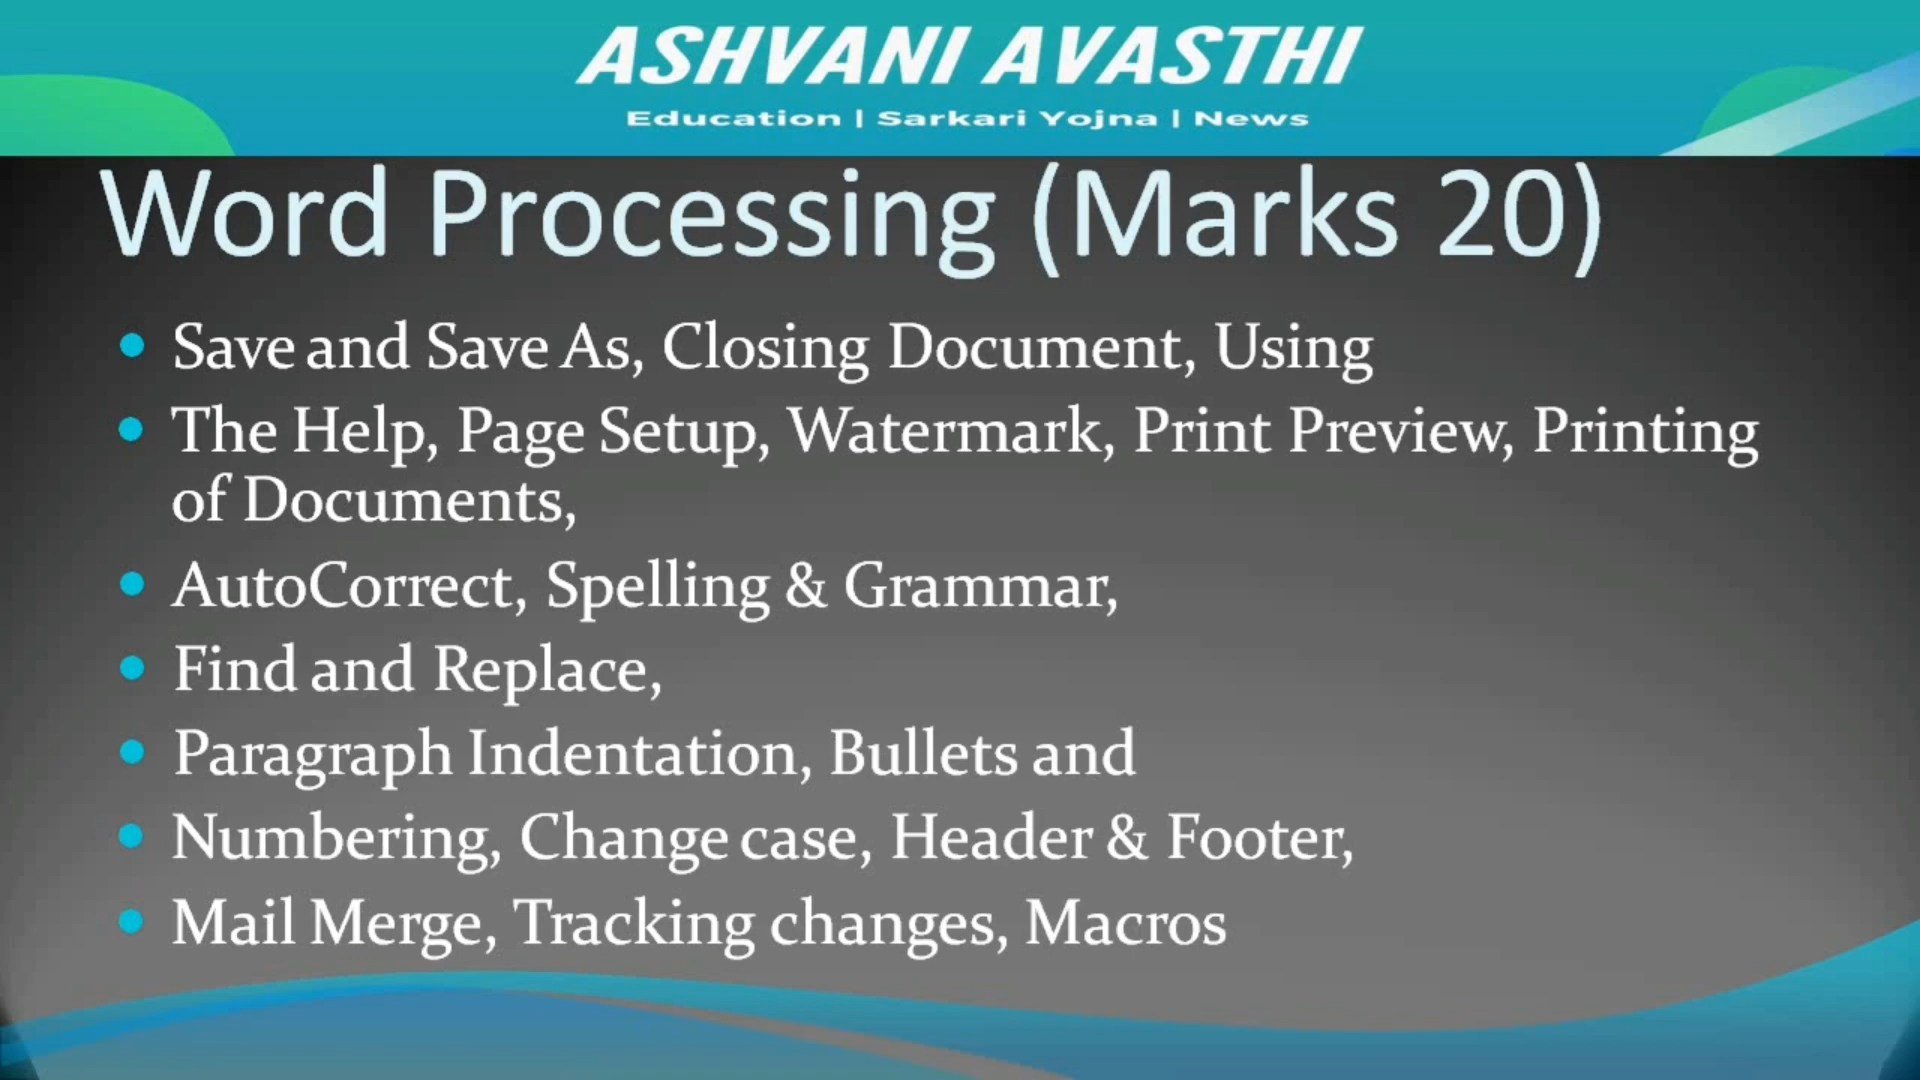 ASHVANI AVASTHI
Education | Sarkari Yojna | News
Word Processing (Marks 20)
• Save and Save As, Closing Document, Using
• The Help, Page Setup, Watermark, Print Preview, Printing
of Documents,
• AutoCorrect, Spelling & Grammar,
• Find and Replace,
• Paragraph Indentation, Bullets and
• Numbering, Change case, Header & Footer,
• Mail Merge, Tracking changes, Macros